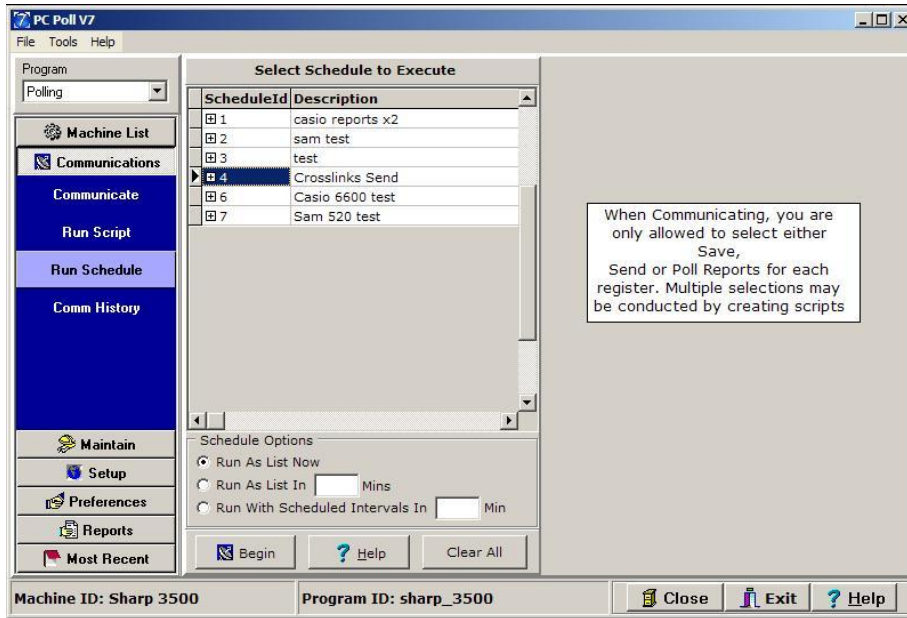 PC Poll V7
File Tools Help
Program
Polling
Machine List
Communications
Communicate
Run Script
Run Schedule
Comm History
Maintain
Setup
Preferences
Reports
Most Recent
Select Schedule to Execute
ScheduleId Description
1 casio reports x2
2 sam test
3 test
4 Crosslinks Send
6 Casio 6600 test
7 Sam 520 test
Schedule Options
Run As List Now
Run As List In Mins
Run With Scheduled Intervals In Min
Begin Help Clear All
When Communicating, you are
only allowed to select either
Save,
Send or Poll Reports for each
register. Multiple selections may
be conducted by creating scripts
Machine ID: Sharp 3500 Program ID: sharp_3500 Close Exit Help